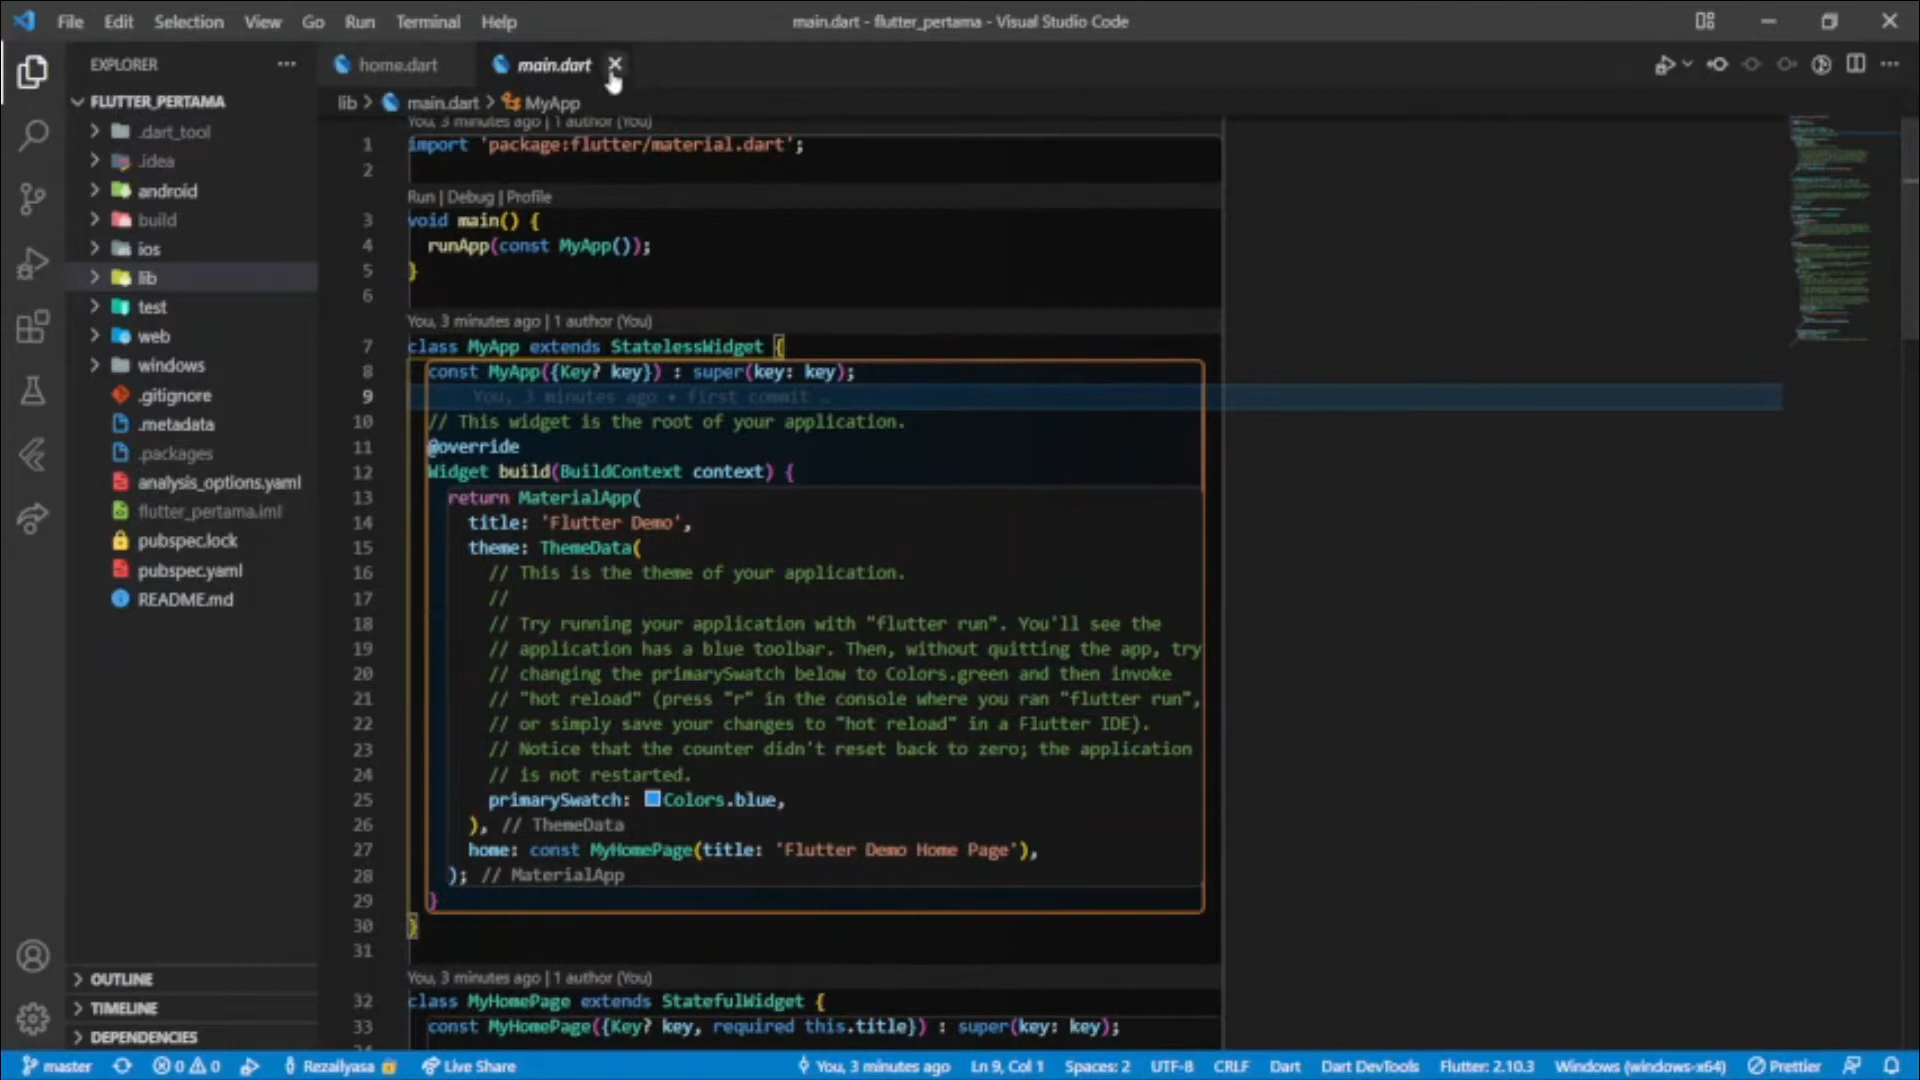 File Edit Selection View Go Run Terminal Help main.dart - flutter_pertama - Visual Studio Code
EXPLORER
home.dart
main.dart
FLUTTER_PERTAMA
.dart_tool
.idea
android
build
ios
lib
test
web
windows
.gitignore
.metadata
.packages
analysis_options.yaml
flutter_pertama.iml
pubspec.lock
pubspec.yaml
README.md
OUTLINE
TIMELINE
DEPENDENCIES
lib > main.dart > MyApp
You, 3 minutes ago | 1 author (You)
1 import 'package:flutter/material.dart';
2
Run | Debug | Profile
3 void main() {
4 runApp(const MyApp());
5 }
6
You, 3 minutes ago | 1 author (You)
7 class MyApp extends StatelessWidget {
8 const MyApp({Key? key}) : super(key: key);
9 You, 3 minutes ago • first commit …
10 // This widget is the root of your application.
11 @override
12 Widget build(BuildContext context) {
13 return MaterialApp(
14 title: 'Flutter Demo',
15 theme: ThemeData(
16 // This is the theme of your application.
17 //
18 // Try running your application with "flutter run". You'll see the
19 // application has a blue toolbar. Then, without quitting the app, try
20 // changing the primarySwatch below to Colors.green and then invoke
21 // "hot reload" (press "r" in the console where you ran "flutter run",
22 // or simply save your changes to "hot reload" in a Flutter IDE).
23 // Notice that the counter didn't reset back to zero; the application
24 // is not restarted.
25 primarySwatch: Colors.blue,
26 ), // ThemeData
27 home: const MyHomePage(title: 'Flutter Demo Home Page'),
28 ); // MaterialApp
29 }
30 }
31
You, 3 minutes ago | 1 author (You)
32 class MyHomePage extends StatefulWidget {
33 const MyHomePage({Key? key, required this.title}) : super(key: key);
master 0 0 Rezailyasa Live Share You, 3 minutes ago Ln 9, Col 1 Spaces: 2 UTF-8 CRLF Dart Dart DevTools Flutter: 2.10.3 Windows (windows-x64) Prettier